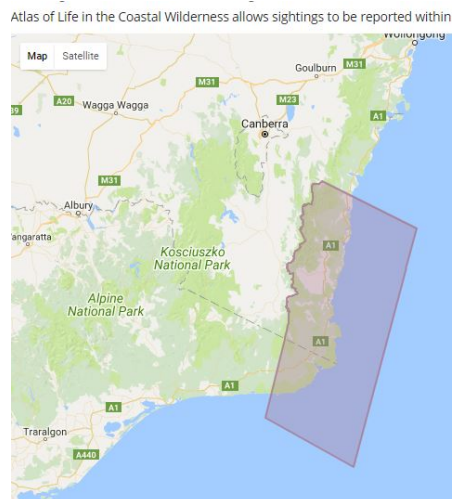 Atlas of Life in the Coastal Wilderness allows sightings to be reported within
Wollongong
Map Satellite
Goulburn
M31
M31
M23
A20
Wagga Wagga
Canberra
A1
M31
Albury
angaratta
A1
Kosciuszko
National Park
Alpine
National Park
A1
A1
A1
Traralgon
A440